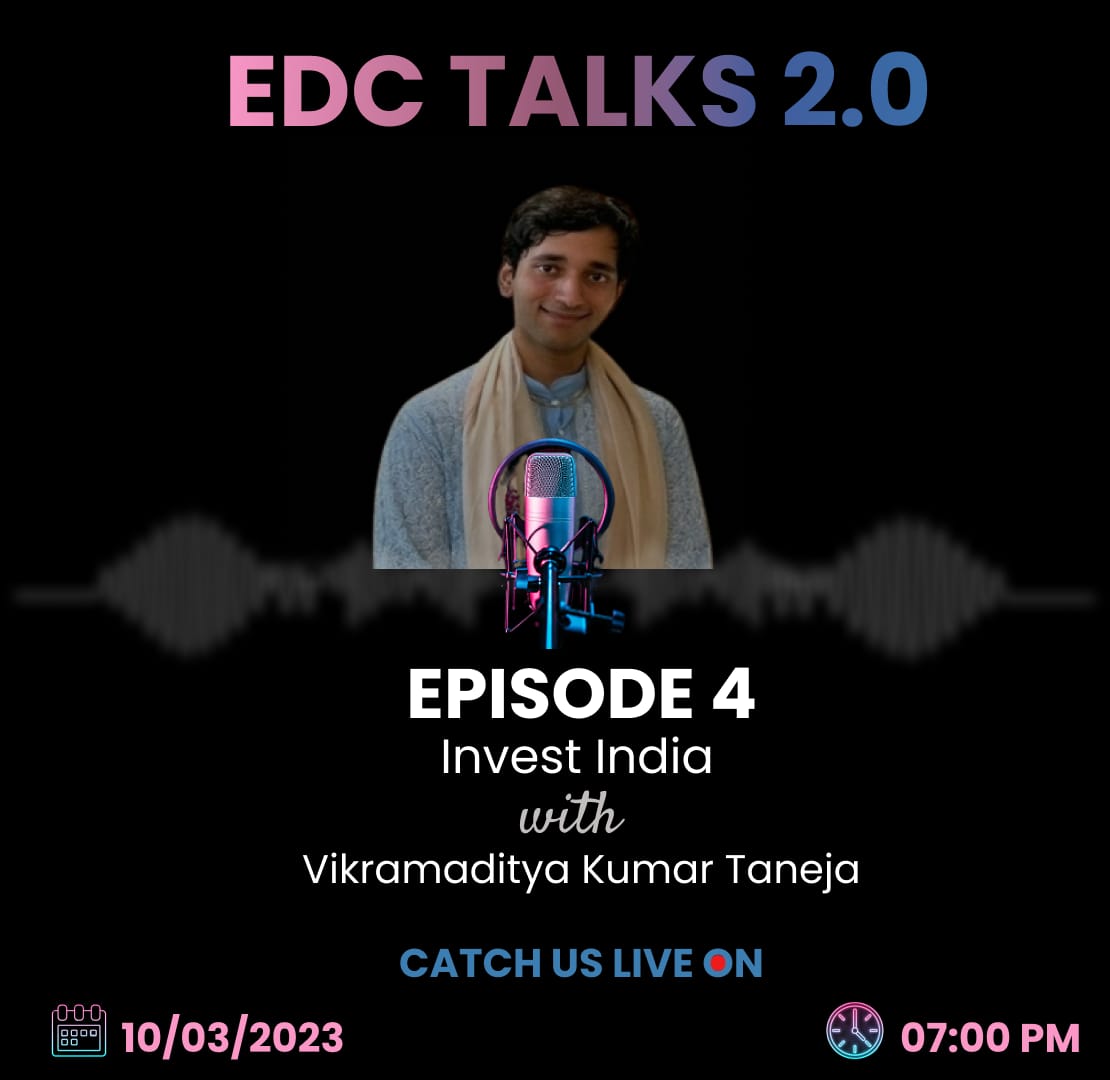 EDC TALKS 2.0
EPISODE 4
Invest India
with
Vikramaditya Kumar Taneja
CATCH US LIVE ON
10/03/2023
07:00 PM